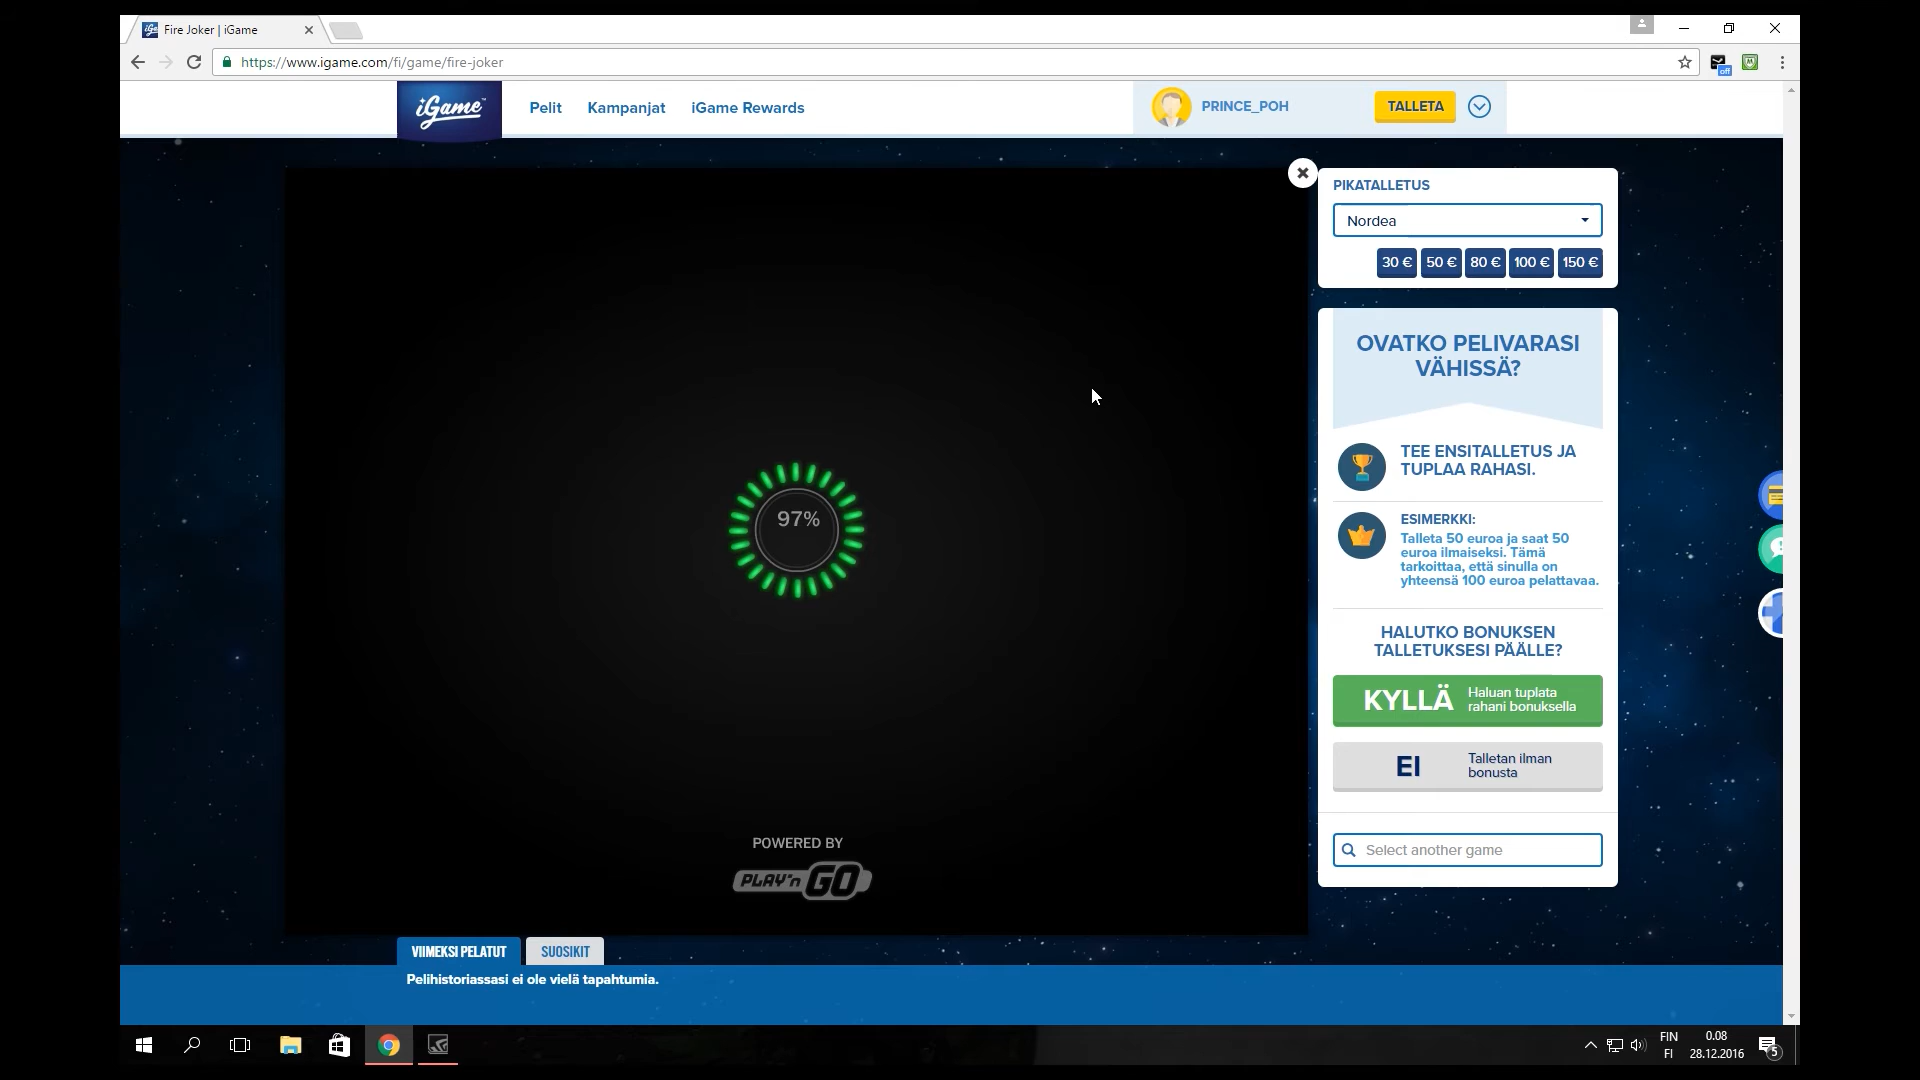 Fire Joker | iGame
https://www.igame.com/fi/game/fire-joker
iGame
Pelit
Kampanjat
iGame Rewards
PRINCE_POH
TALLETA
PIKATALLETUS
Nordea
30 €
50 €
80 €
100 €
150 €
OVATKO PELIVARASI
VÄHISSÄ?
TEE ENSITALLETUS JA
TUPLAA RAHASI.
ESIMERKKI:
Talleta 50 euroa ja saat 50
euroa ilmaiseksi. Tämä
tarkoittaa, että sinulla on
yhteensä 100 euroa pelattavaa.
HALUTKO BONUKSEN
TALLETUKSESI PÄÄLLE?
KYLLÄ
Haluan tuplata
rahani bonuksella
EI
Talletan ilman
bonusta
Select another game
97%
POWERED BY
PLAY'n GO
VIIMEKSI PELATUT
SUOSIKIT
Pelihistoriassasi ei ole vielä tapahtumia.
off
FIN
FI
0.08
28.12.2016
5